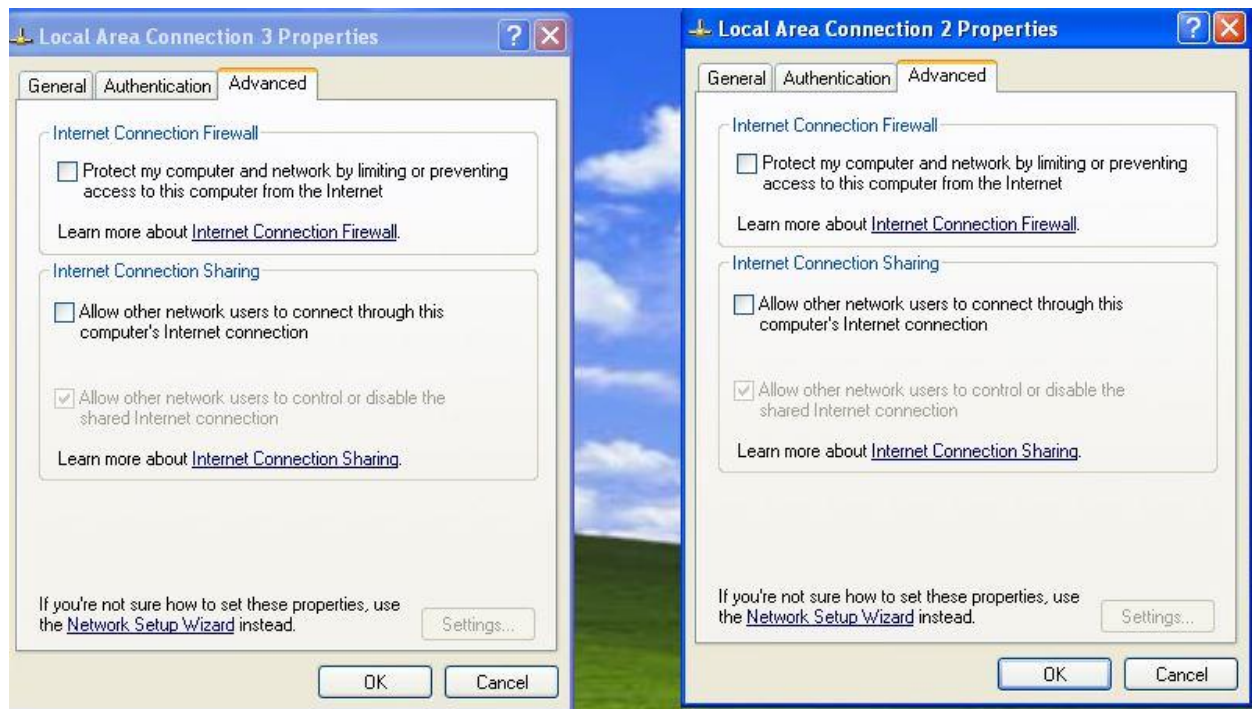 Local Area Connection 3 Properties
General Authentication Advanced
Internet Connection Firewall
Protect my computer and network by limiting or preventing
access to this computer from the Internet
Learn more about Internet Connection Firewall.
Internet Connection Sharing
Allow other network users to connect through this
computer's Internet connection
Allow other network users to control or disable the
shared Internet connection
Learn more about Internet Connection Sharing.
If you're not sure how to set these properties, use
the Network Setup Wizard instead.
Settings...
OK Cancel
Local Area Connection 2 Properties
General Authentication Advanced
Internet Connection Firewall
Protect my computer and network by limiting or preventing
access to this computer from the Internet
Learn more about Internet Connection Firewall.
Internet Connection Sharing
Allow other network users to connect through this
computer's Internet connection
Allow other network users to control or disable the
shared Internet connection
Learn more about Internet Connection Sharing.
If you're not sure how to set these properties, use
the Network Setup Wizard instead.
Settings...
OK Cancel